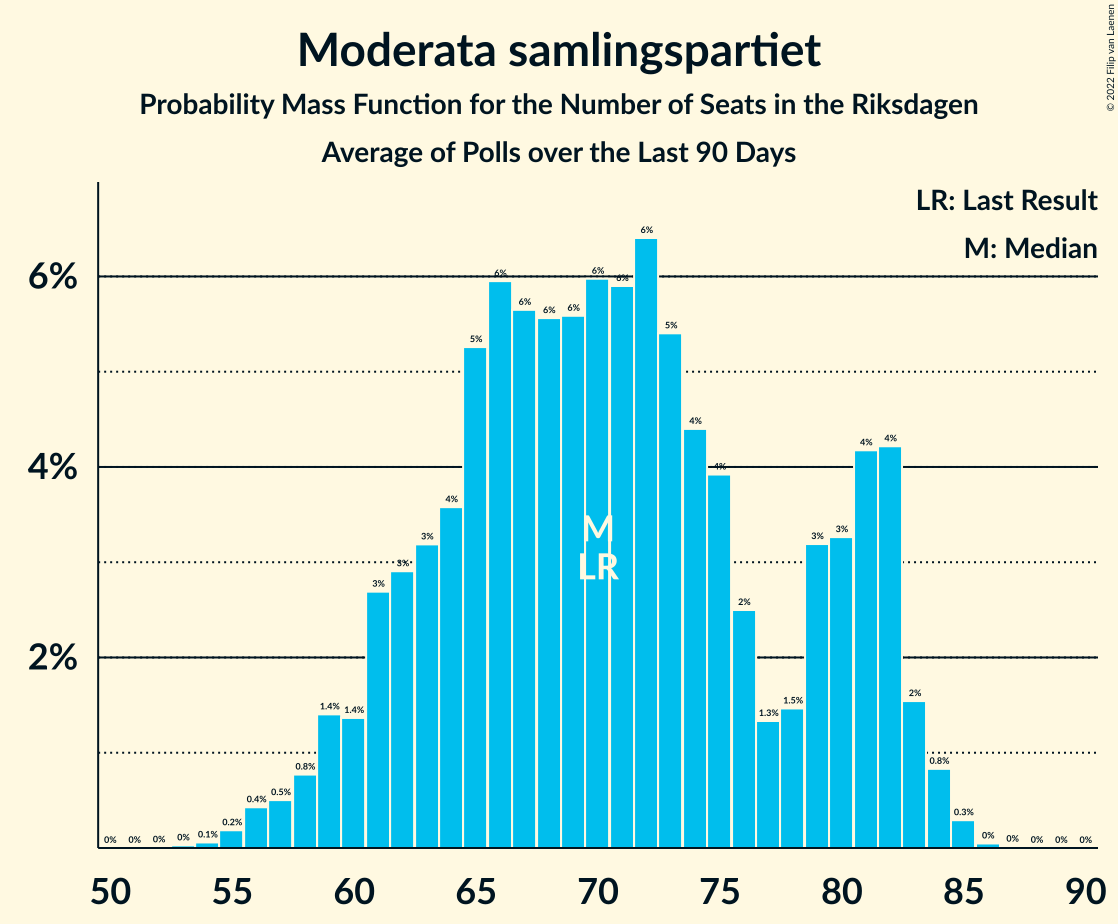 Moderata samlingspartiet
Probability Mass Function for the Number of Seats in the Riksdagen
Average of Polls over the Last 90 Days
© 2022 Filip van Laenen
LR: Last Result
M: Median
6%
4%
2%
0% 0% 0% 0% 0.1% 0.2% 0.4% 0.5% 0.8% 1.4% 1.4% 3% 3% 3% 4% 5% 6% 6% 6% 6% 6% 6% 6% 5% 4% 4% 2% 1.3% 1.5% 3% 3% 4% 4% 2% 0.8% 0.3% 0% 0% 0% 0% 0%
M
LR
50 55 60 65 70 75 80 85 90